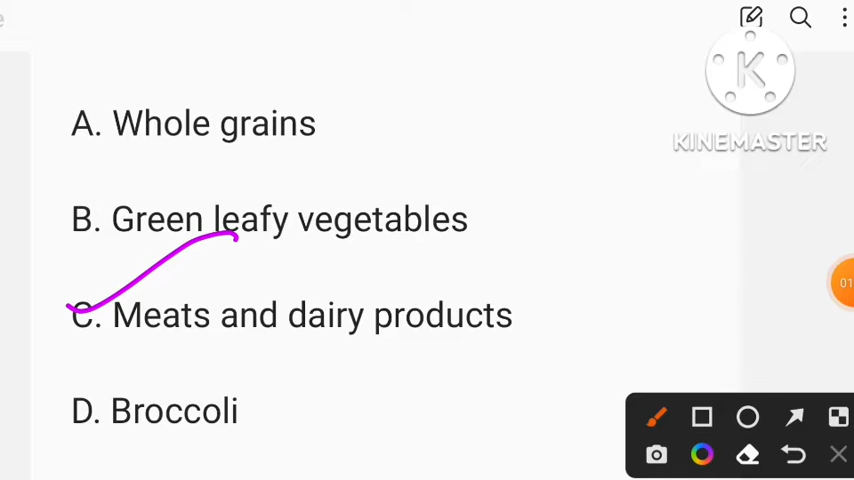 KINEMASTER
A. Whole grains
B. Green leafy vegetables
C. Meats and dairy products
D. Broccoli